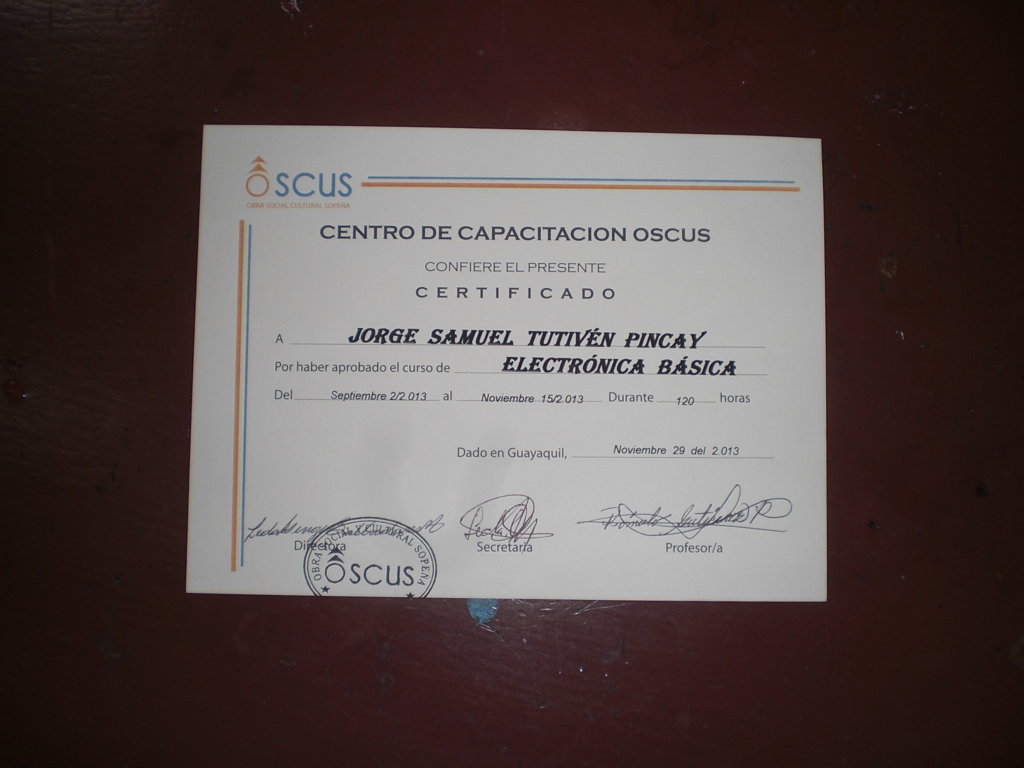 OSCUS
OBRA SOCIAL CULTURAL SOPEÑA
CENTRO DE CAPACITACION OSCUS
CONFIERE EL PRESENTE
CERTIFICADO
A JORGE SAMUEL TUTIVÉN PINCAY
Por haber aprobado el curso de ELECTRÓNICA BÁSICA
Del Septiembre 2/2.013 al Noviembre 15/2.013 Durante 120 horas
Dado en Guayaquil, Noviembre 29 del 2.013
Directora Secretaria Profesor/a
OBRA SOCIAL Y CULTURAL SOPEÑA
OSCUS